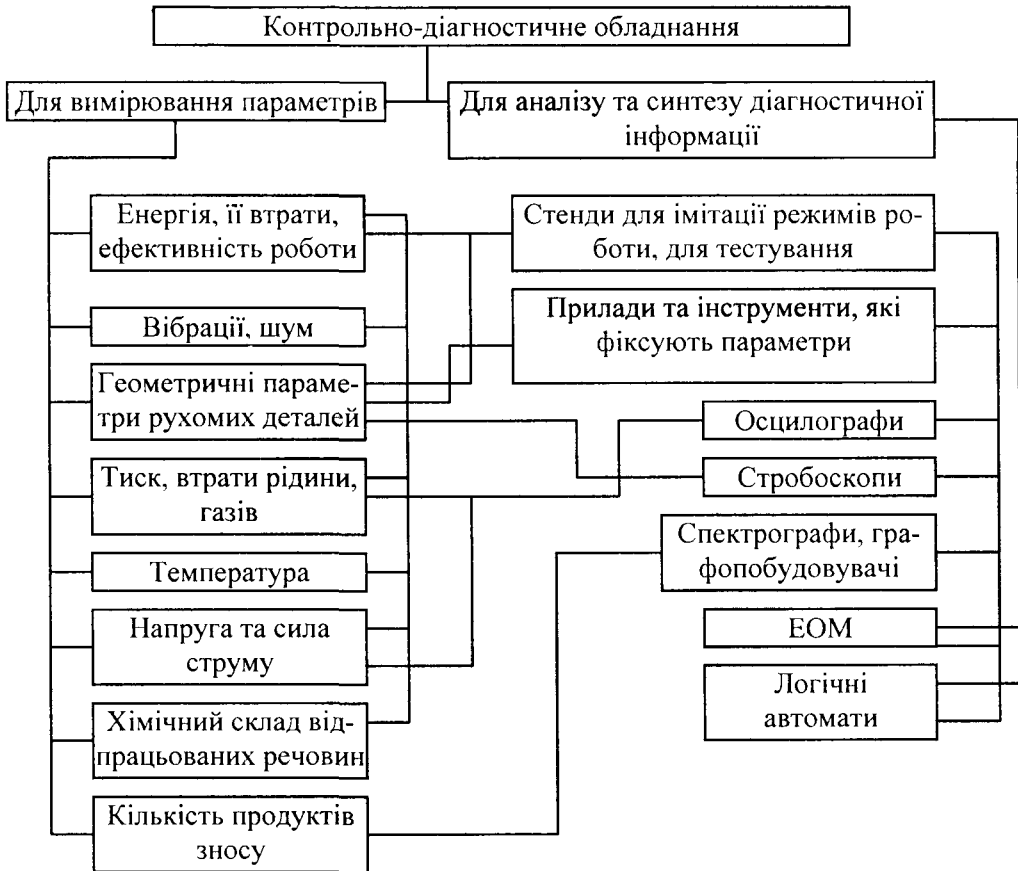 Контрольно-діагностичне обладнання
Для вимірювання параметрів
Для аналізу та синтезу діагностичної
інформації
Енергія, її втрати,
ефективність роботи
Вібрації, шум
Геометричні параме-
три рухомих деталей
Тиск, втрати рідини,
газів
Температура
Напруга та сила
струму
Хімічний склад від-
працьованих речовин
Кількість продуктів
зносу
Стенди для імітації режимів ро-
боти, для тестування
Прилади та інструменти, які
фіксують параметри
Осцилографи
Стробоскопи
Спектрографи, гра-
фопобудовувачі
ЕОМ
Логічні
автомати